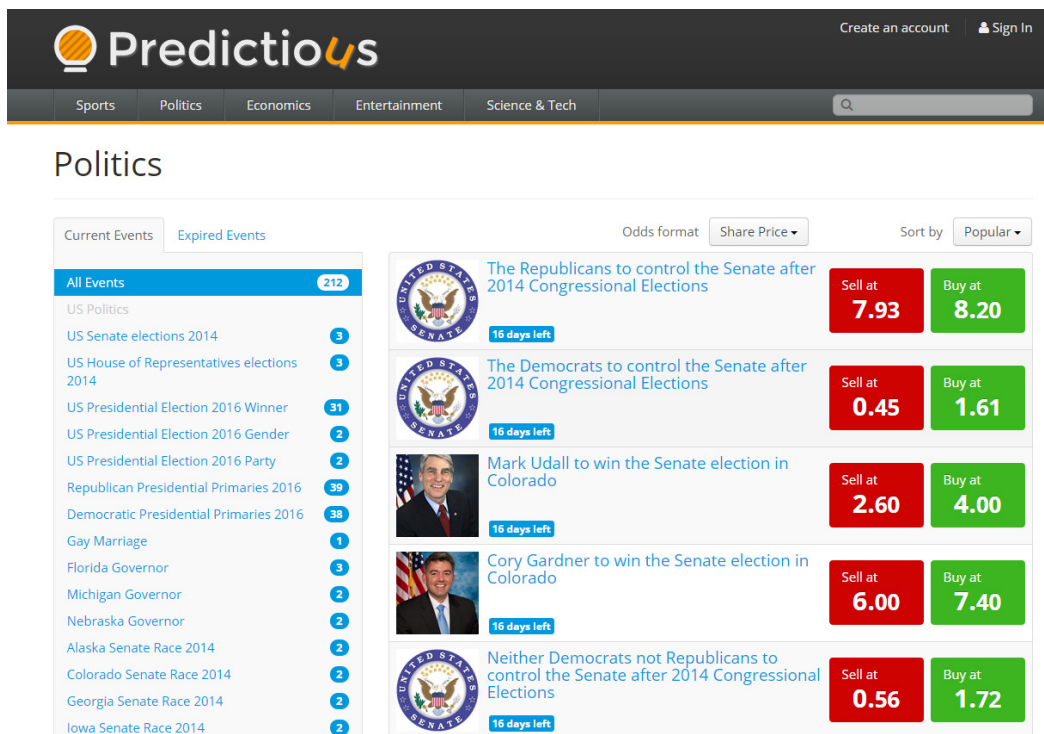 Create an account
Sign In
Predictious
Sports
Politics
Economics
Entertainment
Science & Tech
Politics
Current Events
Expired Events
Odds format
Share Price
Sort by
Popular
All Events 212
US Politics
US Senate elections 2014 3
US House of Representatives elections 3
2014
US Presidential Election 2016 Winner 31
US Presidential Election 2016 Gender 2
US Presidential Election 2016 Party 2
Republican Presidential Primaries 2016 39
Democratic Presidential Primaries 2016 38
Gay Marriage 1
Florida Governor 3
Michigan Governor 2
Nebraska Governor 2
Alaska Senate Race 2014 2
Colorado Senate Race 2014 2
Georgia Senate Race 2014 2
Iowa Senate Race 2014 2
UNITED STATES
SENATE
The Republicans to control the Senate after
2014 Congressional Elections
16 days left
Sell at
7.93
Buy at
8.20
UNITED STATES
SENATE
The Democrats to control the Senate after
2014 Congressional Elections
16 days left
Sell at
0.45
Buy at
1.61
Mark Udall to win the Senate election in
Colorado
16 days left
Sell at
2.60
Buy at
4.00
Cory Gardner to win the Senate election in
Colorado
16 days left
Sell at
6.00
Buy at
7.40
UNITED STATES
SENATE
Neither Democrats not Republicans to
control the Senate after 2014 Congressional
Elections
16 days left
Sell at
0.56
Buy at
1.72